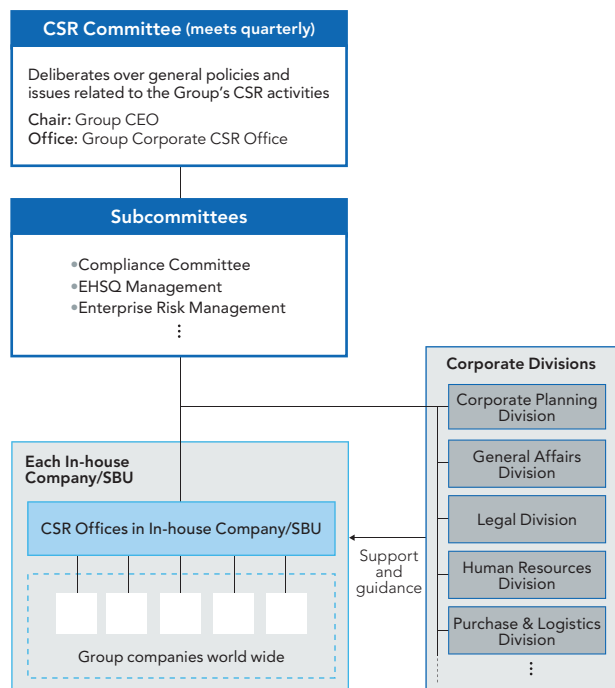 CSR Committee (meets quarterly)
Deliberates over general policies and
issues related to the Group's CSR activities
Chair: Group CEO
Office: Group Corporate CSR Office
Subcommittees
•Compliance Committee
•EHSQ Management
•Enterprise Risk Management
⋮
Corporate Divisions
Corporate Planning
Division
General Affairs
Division
Legal Division
Human Resources
Division
Purchase & Logistics
Division
⋮
Each In-house
Company/SBU
CSR Offices in In-house Company/SBU
Support
and
guidance
Group companies world wide